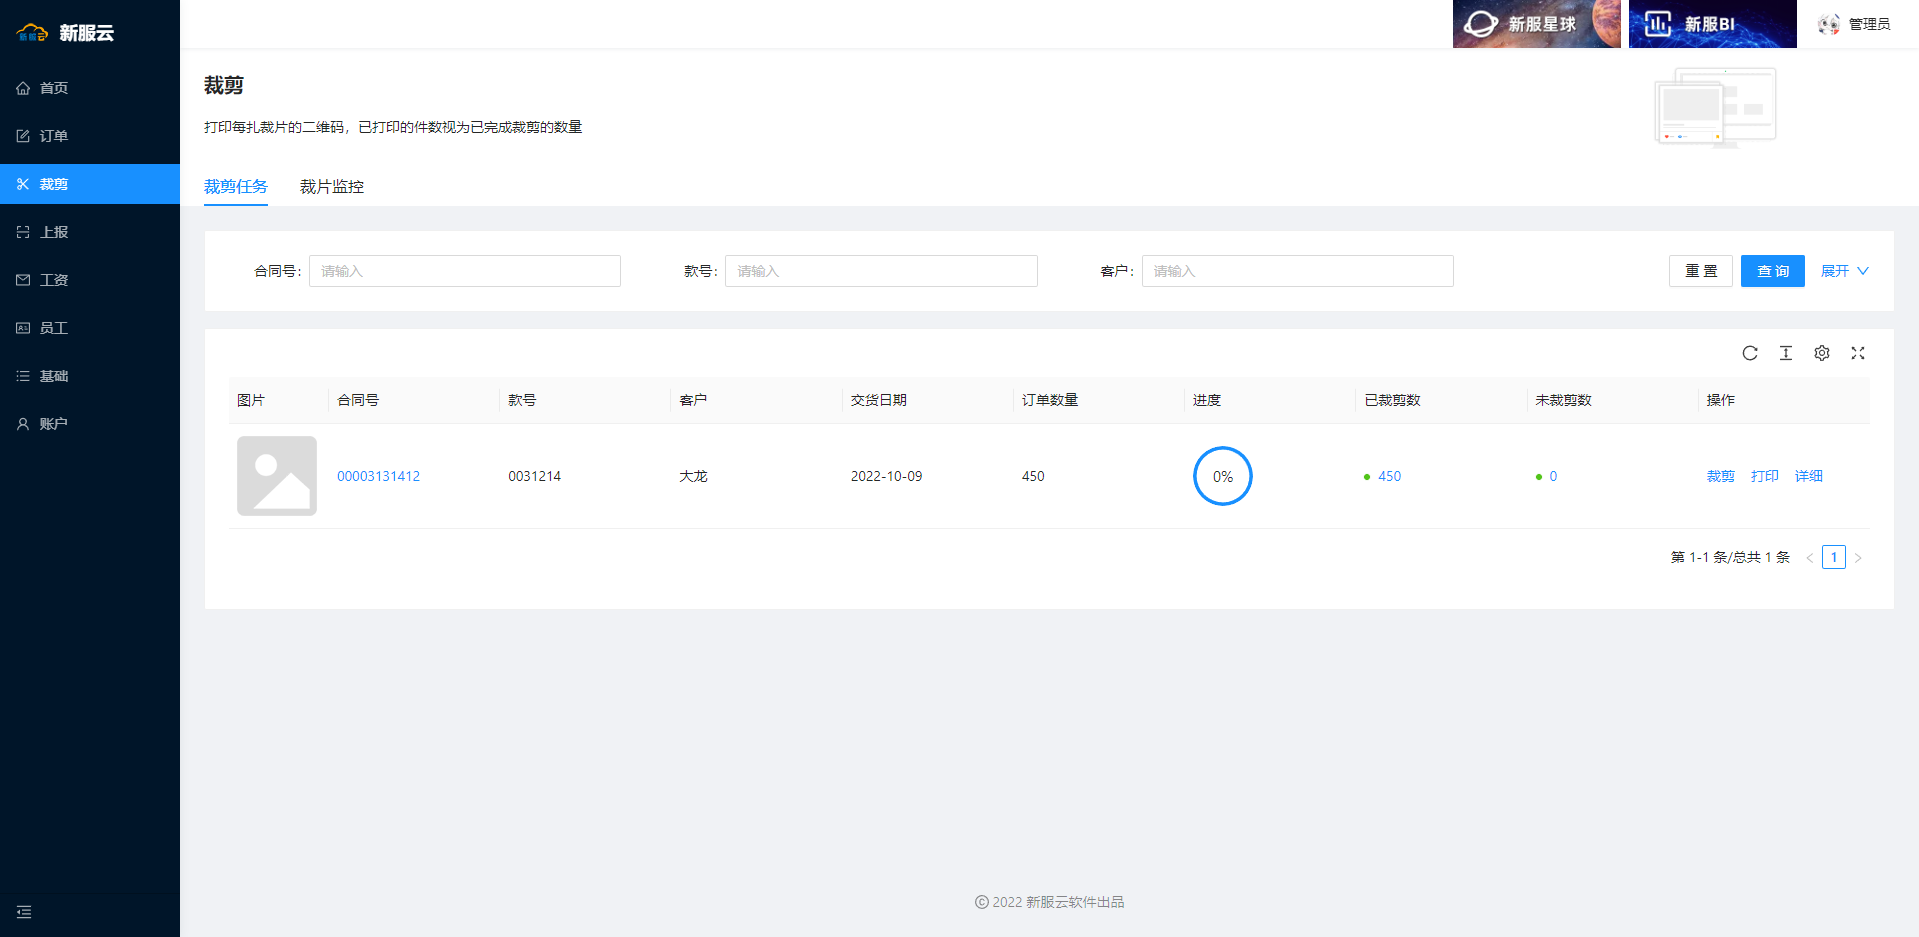 新服云
新服云
新服星球
新服BI
管理员
首页
订单
裁剪
上报
工资
员工
基础
账户
裁剪
打印每扎裁片的二维码，已打印的件数视为已完成裁剪的数量
裁剪任务 裁片监控
合同号: 请输入 款号: 请输入 客户: 请输入 重 置 查 询 展开
图片 合同号 款号 客户 交货日期 订单数量 进度 已裁剪数 未裁剪数 操作
00003131412 0031214 大龙 2022-10-09 450 0% 450 0 裁剪 打印 详细
第 1-1 条/总共 1 条 < 1 >
© 2022 新服云软件出品